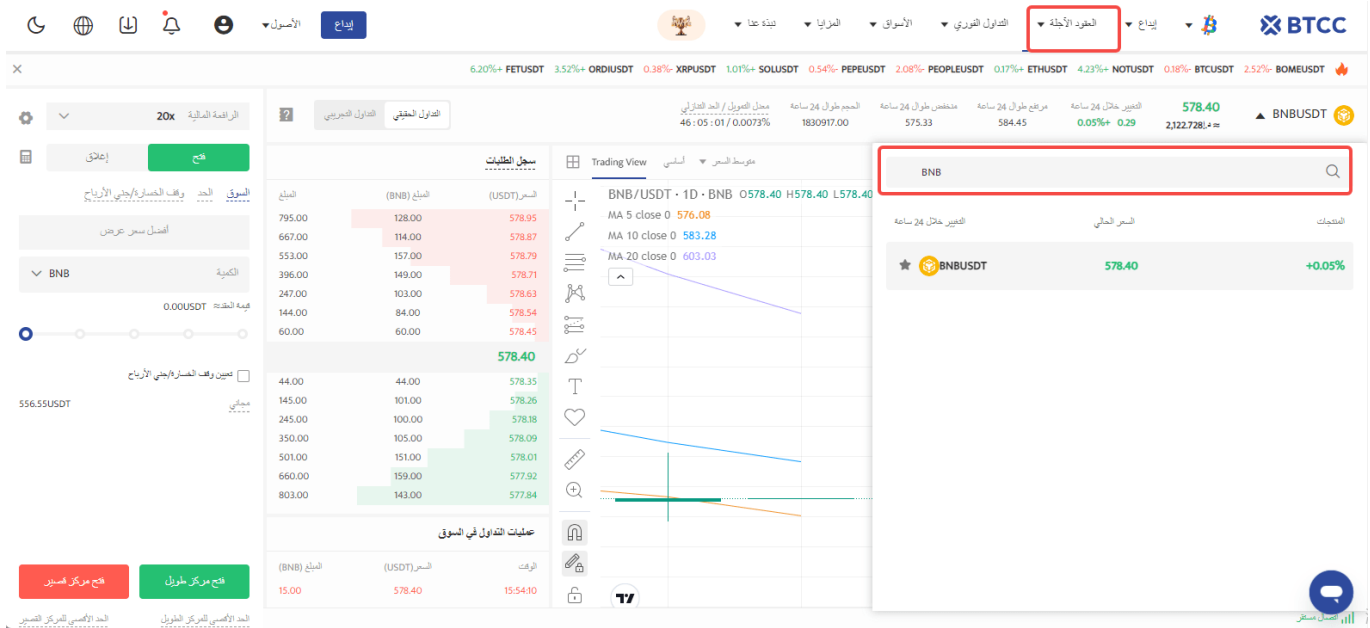 BTCC
إيداع
العقود الآجلة
التداول الفوري
الأسواق
المزايا
نبذة عنا
إيداع
الأصول
6.20%+ FETUSDT 3.52%+ ORDIUSDT 0.38%- XRPUSDT 1.01%+ SOLUSDT 0.54%- PEPEUSDT 2.08%- PEOPLEUSDT 0.17%+ ETHUSDT 4.23%+ NOTUSDT 0.18%- BTCUSDT 2.52%- BOMEUSDT
BNBUSDT
578.40
2,122.728د.إ≈
التغيير خلال 24 ساعة
0.05%+ 0.29
مرتفع طوال 24 ساعة
584.45
منخفض طوال 24 ساعة
575.33
الحجم طوال 24 ساعة
1830917.00
معدل التمويل / العد التنازلي
46 : 05 : 01 / 0.0073%
التداول الحقيقي
التداول التجريبي
الرافعة المالية 20x
فتح
إغلاق
السوق
الحد
وقف الخسارة/جني الأرباح
أفضل سعر عرض
الكمية
BNB
قيمة العقد≈ 0.00USDT
تعيين وقف الخسارة/جني الأرباح
مجاني
556.55USDT
فتح مركز طويل
فتح مركز قصير
الحد الأقصى للمركز الطويل
الحد الأقصى للمركز القصير
سجل الطلبات
السعر(USDT)
المبلغ (BNB)
المبلغ
795.00 128.00 578.95
667.00 114.00 578.87
553.00 157.00 578.79
396.00 149.00 578.71
247.00 103.00 578.63
144.00 84.00 578.54
60.00 60.00 578.45
578.40
44.00 44.00 578.35
145.00 101.00 578.26
245.00 100.00 578.18
350.00 105.00 578.09
501.00 151.00 578.01
660.00 159.00 577.92
803.00 143.00 577.84
عمليات التداول في السوق
الوقت
السعر(USDT)
المبلغ (BNB)
15.00 578.40 15:54:10
Trading View
أساسي
متوسط السعر
BNB/USDT · 1D · BNB O578.40 H578.40 L578.40
MA 5 close 0 576.08
MA 10 close 0 583.28
MA 20 close 0 603.03
BNB
المنتجات
السعر الحالي
التغيير خلال 24 ساعة
BNBUSDT 578.40 +0.05%
اتصال مستقر